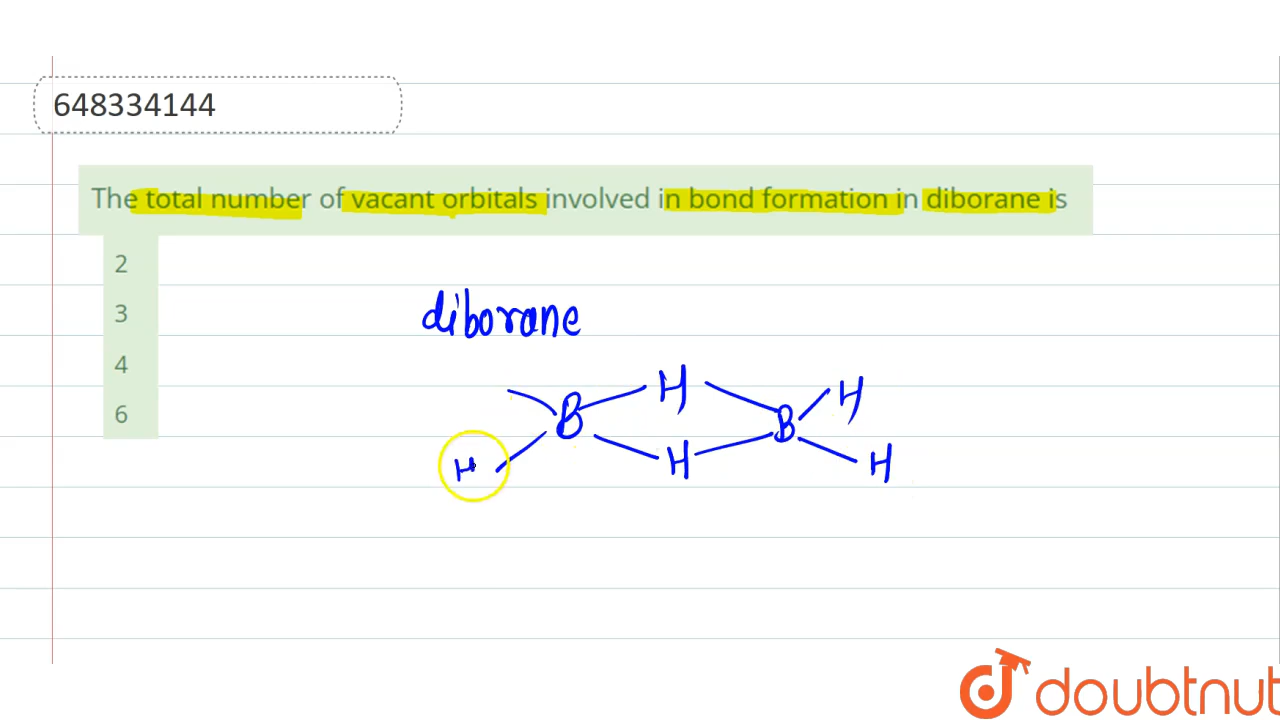 648334144
The total number of vacant orbitals involved in bond formation in diborane is
2
3
4
6
diborane
H H
B B
H H H
doubtnut